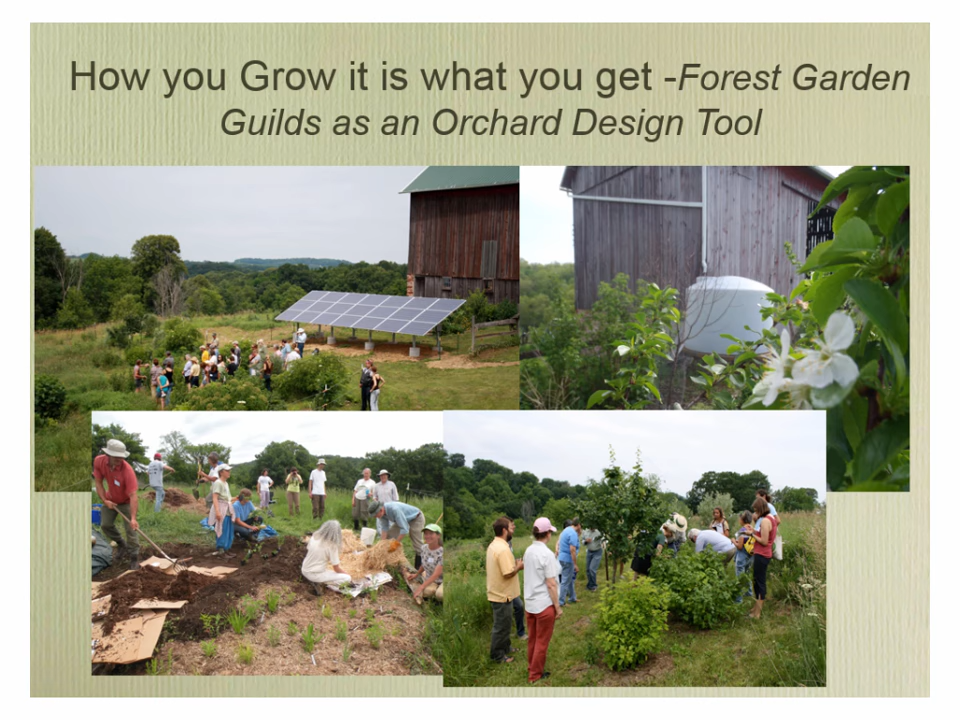 How you Grow it is what you get -Forest Garden
Guilds as an Orchard Design Tool